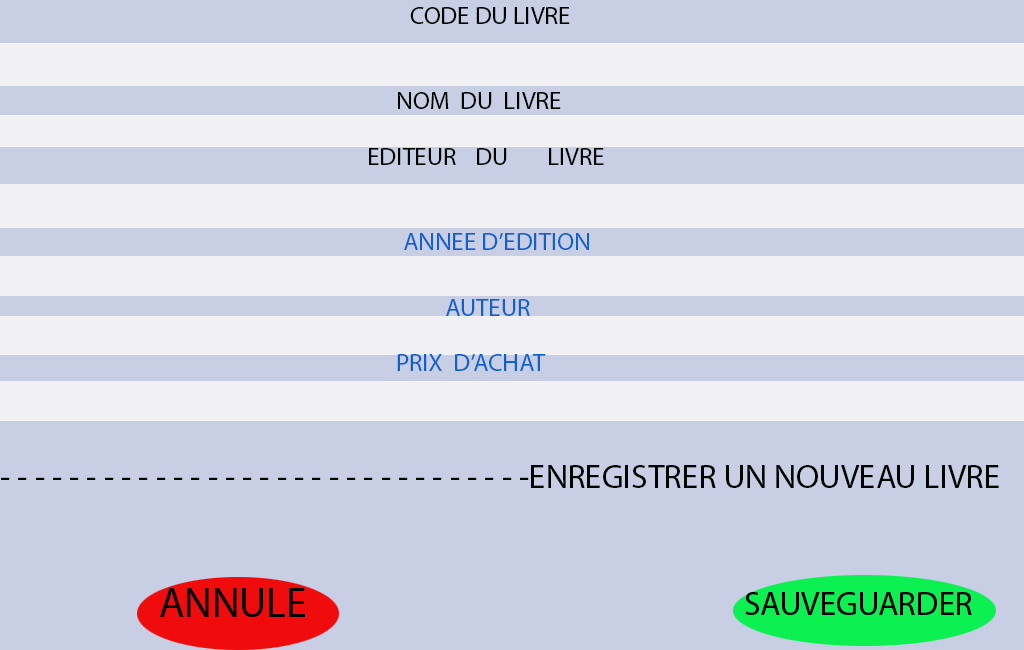 CODE DU LIVRE
NOM DU LIVRE
EDITEUR DU LIVRE
ANNEE D’EDITION
AUTEUR
PRIX D’ACHAT
- - - - - - - - - - - - - - - - - - - - - - - - - - - - - - -ENREGISTRER UN NOUVEAU LIVRE
ANNULE
SAUVEGUARDER